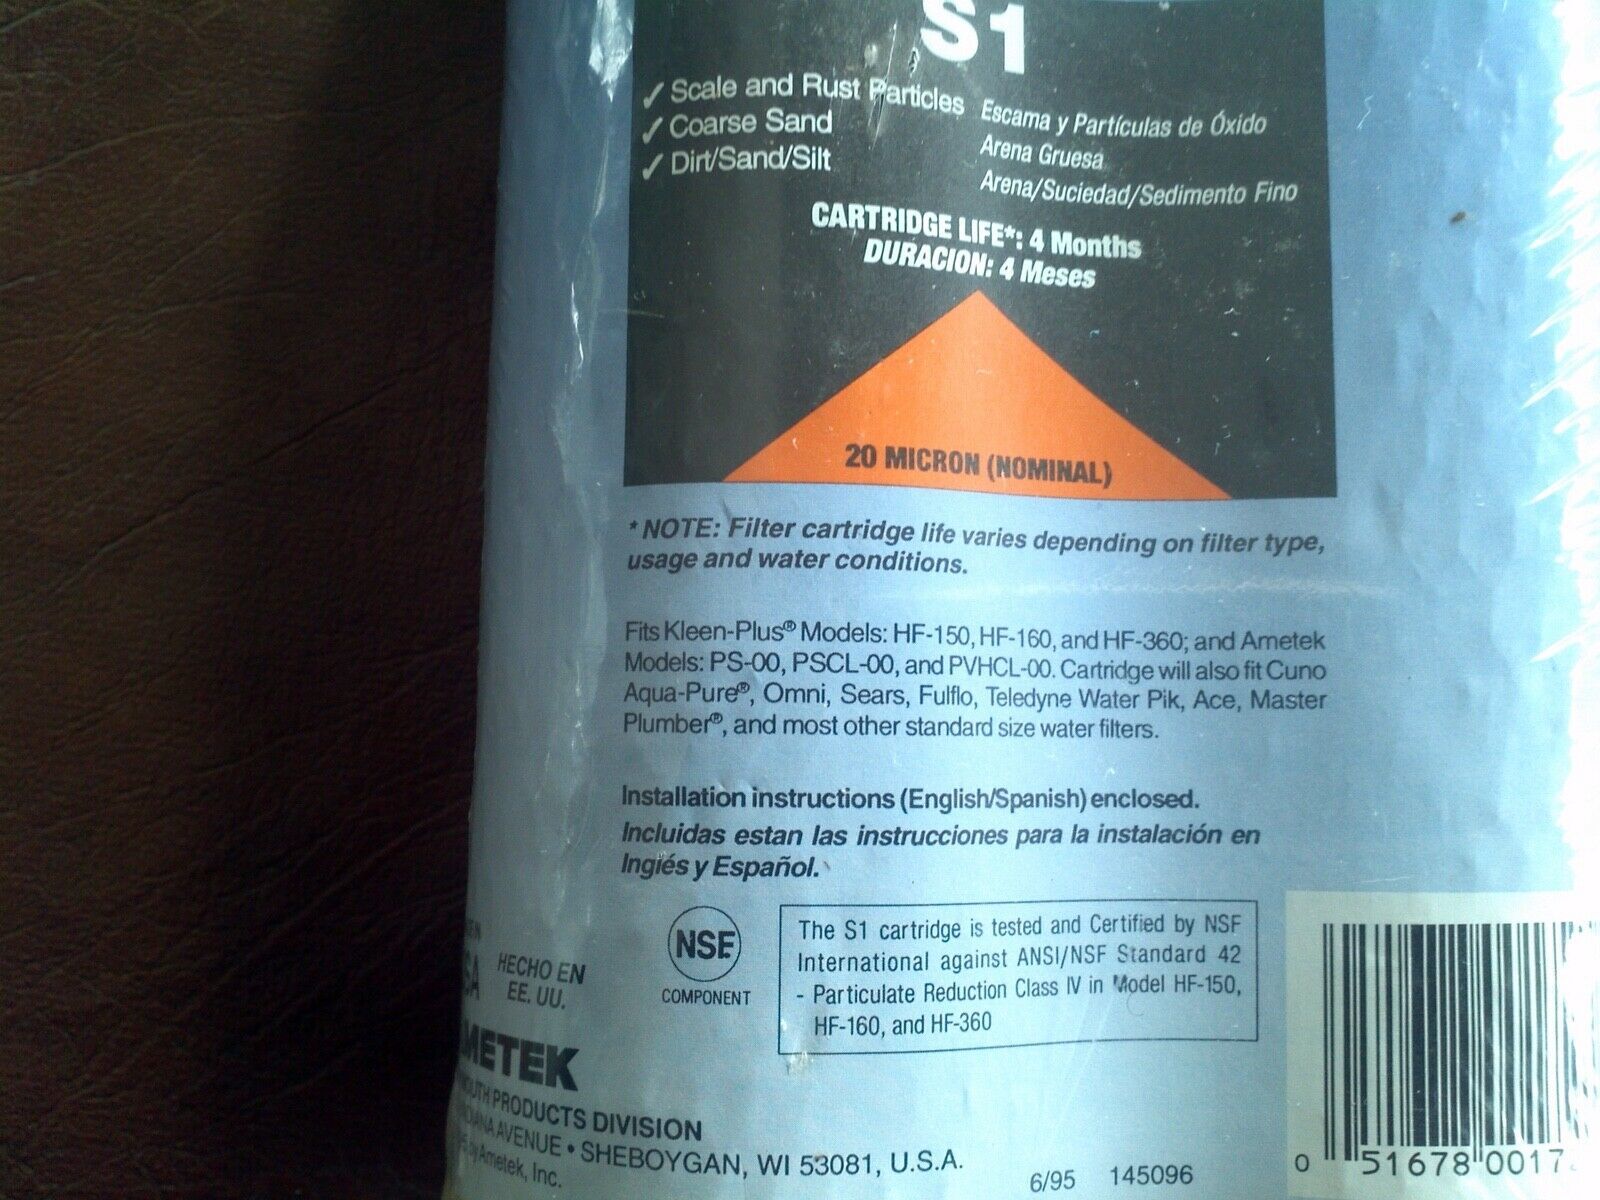 S1
✓ Scale and Rust Particles Escama y Partículas de Óxido
✓ Coarse Sand Arena Gruesa
✓ Dirt/Sand/Silt Arena/Suciedad/Sedimento Fino
CARTRIDGE LIFE*: 4 Months
DURACION: 4 Meses
20 MICRON (NOMINAL)
* NOTE: Filter cartridge life varies depending on filter type,
usage and water conditions.
Fits Kleen-Plus® Models: HF-150, HF-160, and HF-360; and Ametek
Models: PS-00, PSCL-00, and PVHCL-00. Cartridge will also fit Cuno
Aqua-Pure®, Omni, Sears, Fulflo, Teledyne Water Pik, Ace, Master
Plumber®, and most other standard size water filters.
Installation instructions (English/Spanish) enclosed.
Incluidas estan las instrucciones para la instalación en
Inglés y Español.
NSF
COMPONENT
The S1 cartridge is tested and Certified by NSF
International against ANSI/NSF Standard 42
- Particulate Reduction Class IV in Model HF-150,
HF-160, and HF-360
HECHO EN
EE. UU.
METEK
PRODUCTS DIVISION
AVENUE • SHEBOYGAN, WI 53081, U.S.A.
by Ametek, Inc.
6/95 145096
0 51678 0017